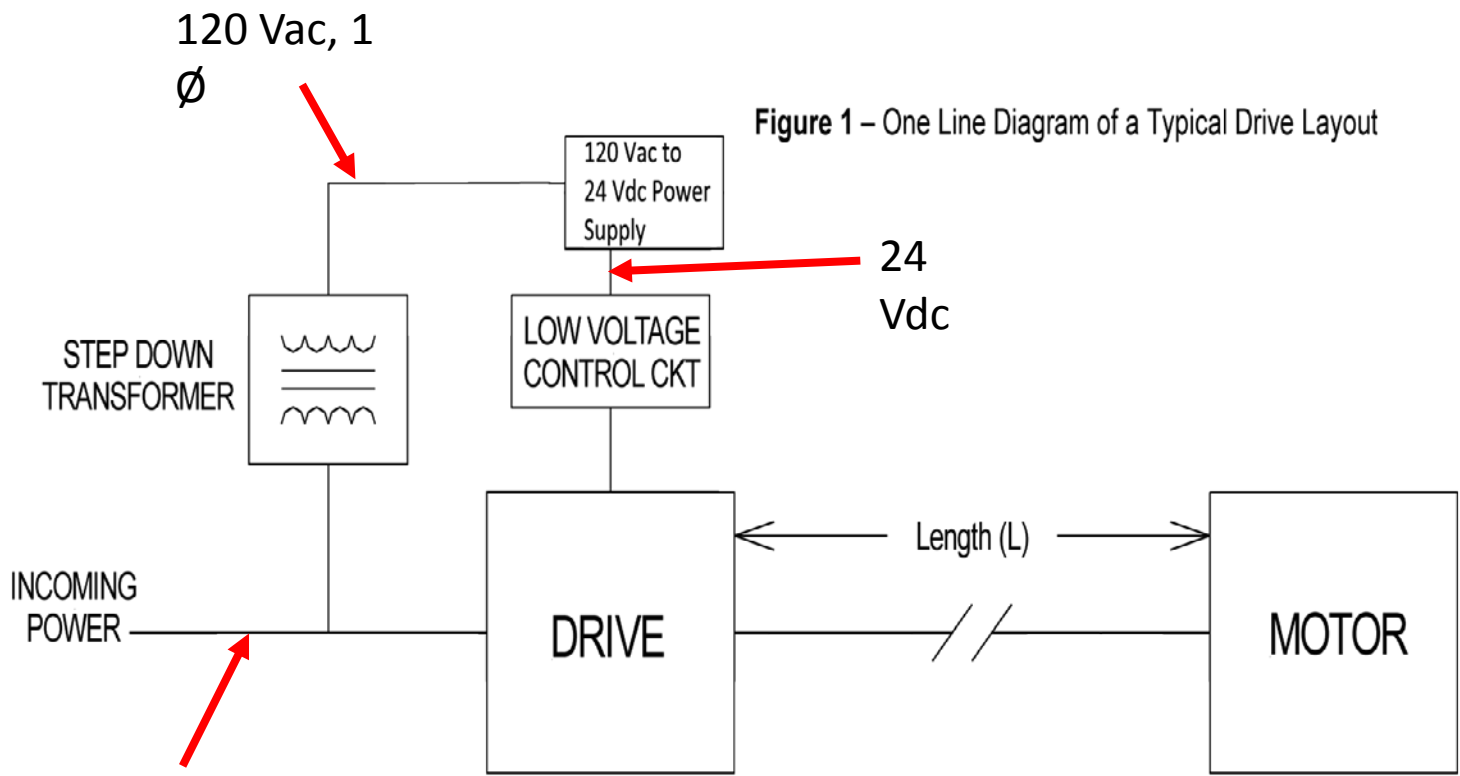 120 Vac, 1
Ø
Figure 1 – One Line Diagram of a Typical Drive Layout
120 Vac to
24 Vdc Power
Supply
24
Vdc
STEP DOWN
TRANSFORMER
LOW VOLTAGE
CONTROL CKT
Length (L)
INCOMING
POWER
DRIVE
MOTOR